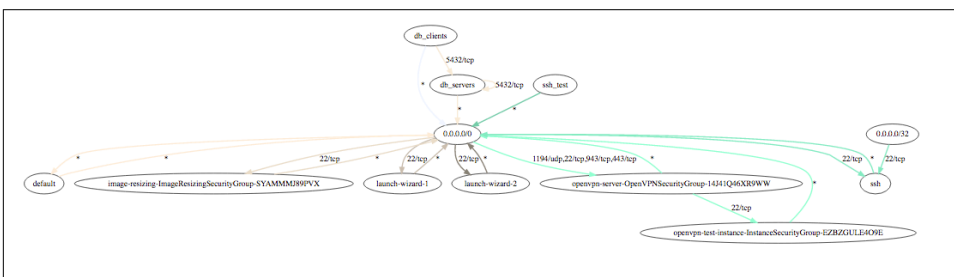 db_clients
5432/tcp
db_servers
5432/tcp
ssh_test
*
*
*
0.0.0.0/0
0.0.0.0/32
*
*
22/tcp
*
22/tcp
*
22/tcp
*
1194/udp,22/tcp,943/tcp,443/tcp
*
*
22/tcp
*
22/tcp
default
image-resizing-ImageResizingSecurityGroup-SYAMMMJ89PVX
launch-wizard-1
launch-wizard-2
openvpn-server-OpenVPNSecurityGroup-14J41Q46XR9WW
ssh
22/tcp
openvpn-test-instance-InstanceSecurityGroup-EZBZGULE4O9E